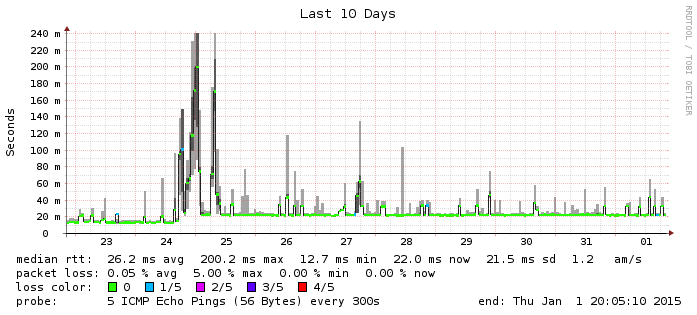 Last 10 Days
RRDTOOL / TOBI OETIKER
Seconds
240 m
220 m
200 m
180 m
160 m
140 m
120 m
100 m
80 m
60 m
40 m
20 m
0
23 24 25 26 27 28 29 30 31 01
median rtt: 26.2 ms avg 200.2 ms max 12.7 ms min 22.0 ms now 21.5 ms sd 1.2 am/s
packet loss: 0.05 % avg 5.00 % max 0.00 % min 0.00 % now
loss color: 0 1/5 2/5 3/5 4/5
probe: 5 ICMP Echo Pings (56 Bytes) every 300s end: Thu Jan 1 20:05:10 2015